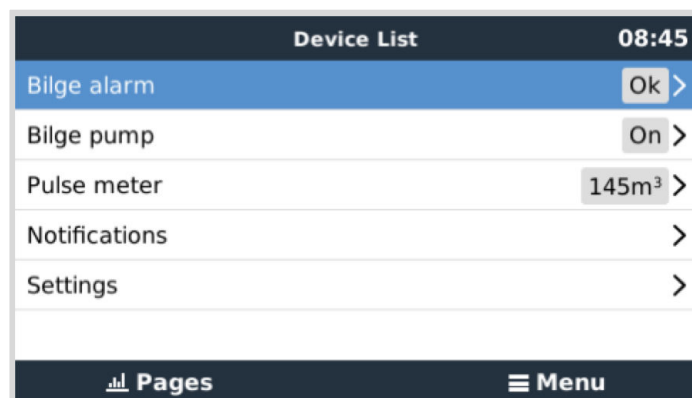 Device List 08:45
Bilge alarm Ok
Bilge pump On
Pulse meter 145m³
Notifications
Settings
Pages Menu